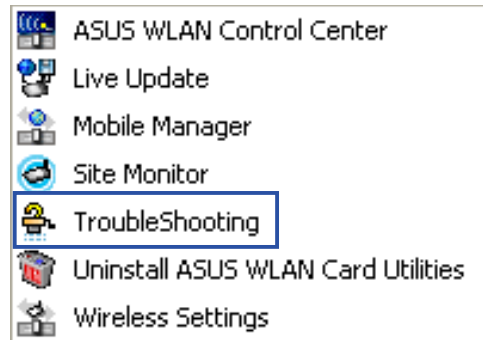 ASUS WLAN Control Center
Live Update
Mobile Manager
Site Monitor
TroubleShooting
Uninstall ASUS WLAN Card Utilities
Wireless Settings